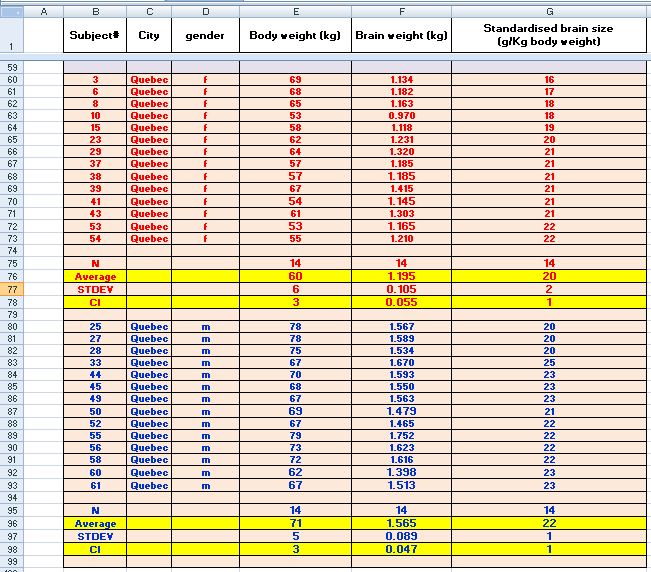 A B C D E F G
1 Subject# City gender Body weight (kg) Brain weight (kg) Standardised brain size
(g/Kg body weight)
59
60 3 Quebec f 69 1.134 16
61 6 Quebec f 68 1.182 17
62 8 Quebec f 65 1.163 18
63 10 Quebec f 53 0.970 18
64 15 Quebec f 58 1.118 19
65 23 Quebec f 62 1.231 20
66 29 Quebec f 64 1.320 21
67 37 Quebec f 57 1.185 21
68 38 Quebec f 57 1.185 21
69 39 Quebec f 67 1.415 21
70 41 Quebec f 54 1.145 21
71 43 Quebec f 61 1.303 21
72 53 Quebec f 53 1.165 22
73 54 Quebec f 55 1.210 22
74
75 N 14 14 14
76 Average 60 1.195 20
77 STDEV 6 0.105 2
78 CI 3 0.055 1
79
80 25 Quebec m 78 1.567 20
81 27 Quebec m 78 1.589 20
82 28 Quebec m 75 1.534 20
83 33 Quebec m 67 1.670 25
84 44 Quebec m 70 1.593 23
85 45 Quebec m 68 1.550 23
86 49 Quebec m 67 1.563 23
87 50 Quebec m 69 1.479 21
88 52 Quebec m 67 1.465 22
89 55 Quebec m 79 1.752 22
90 56 Quebec m 73 1.623 22
91 58 Quebec m 72 1.616 22
92 60 Quebec m 62 1.398 23
93 61 Quebec m 67 1.513 23
94
95 N 14 14 14
96 Average 71 1.565 22
97 STDEV 5 0.089 1
98 CI 3 0.047 1
99